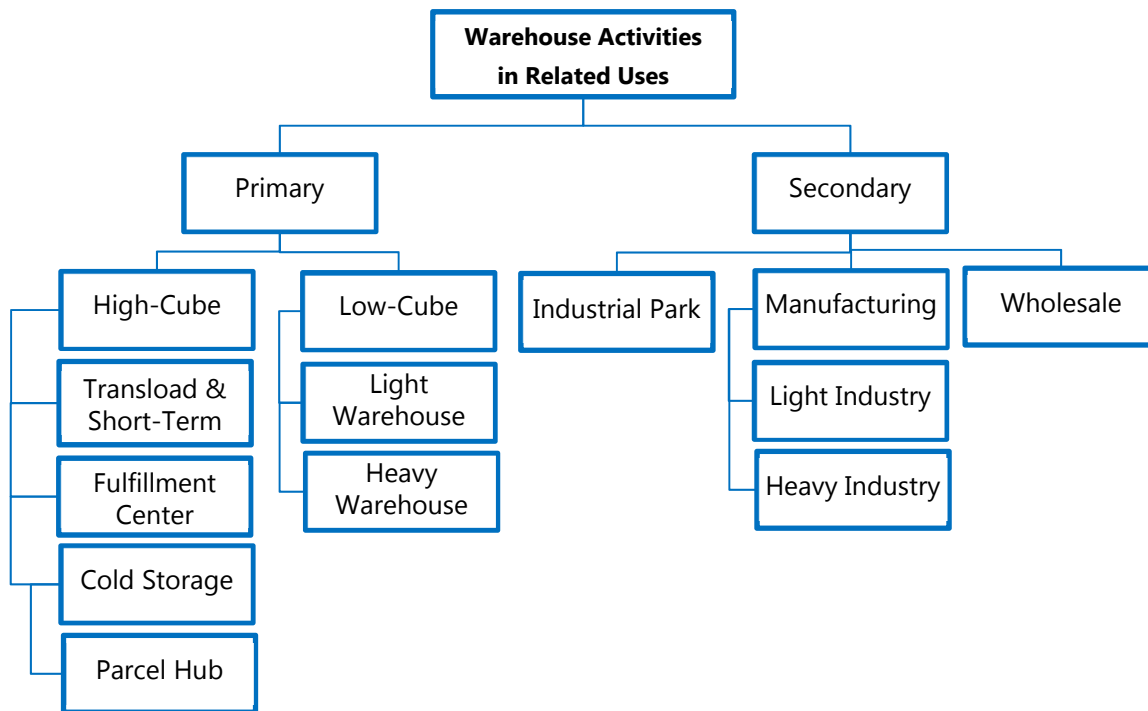 Warehouse Activities
in Related Uses
Primary
Secondary
High-Cube
Low-Cube
Industrial Park
Manufacturing
Wholesale
Transload &
Short-Term
Light
Warehouse
Light Industry
Fulfillment
Center
Heavy
Warehouse
Heavy Industry
Cold Storage
Parcel Hub